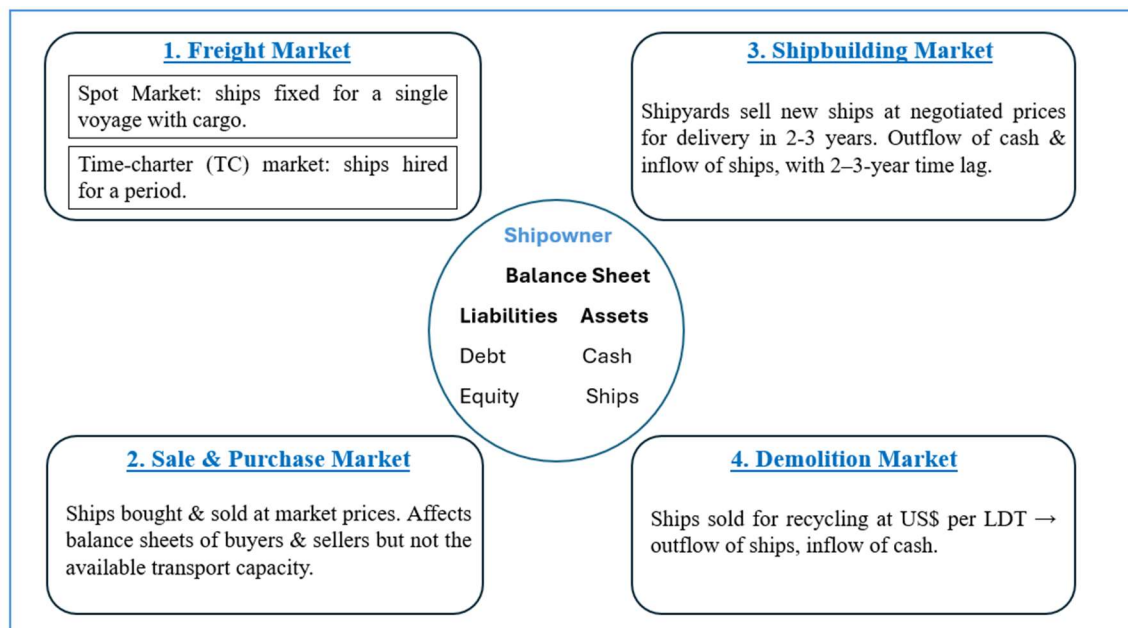 1. Freight Market
Spot Market: ships fixed for a single
voyage with cargo.
Time-charter (TC) market: ships hired
for a period.
3. Shipbuilding Market
Shipyards sell new ships at negotiated prices
for delivery in 2-3 years. Outflow of cash &
inflow of ships, with 2–3-year time lag.
Shipowner
Balance Sheet
Liabilities Assets
Debt Cash
Equity Ships
2. Sale & Purchase Market
Ships bought & sold at market prices. Affects
balance sheets of buyers & sellers but not the
available transport capacity.
4. Demolition Market
Ships sold for recycling at US$ per LDT →
outflow of ships, inflow of cash.